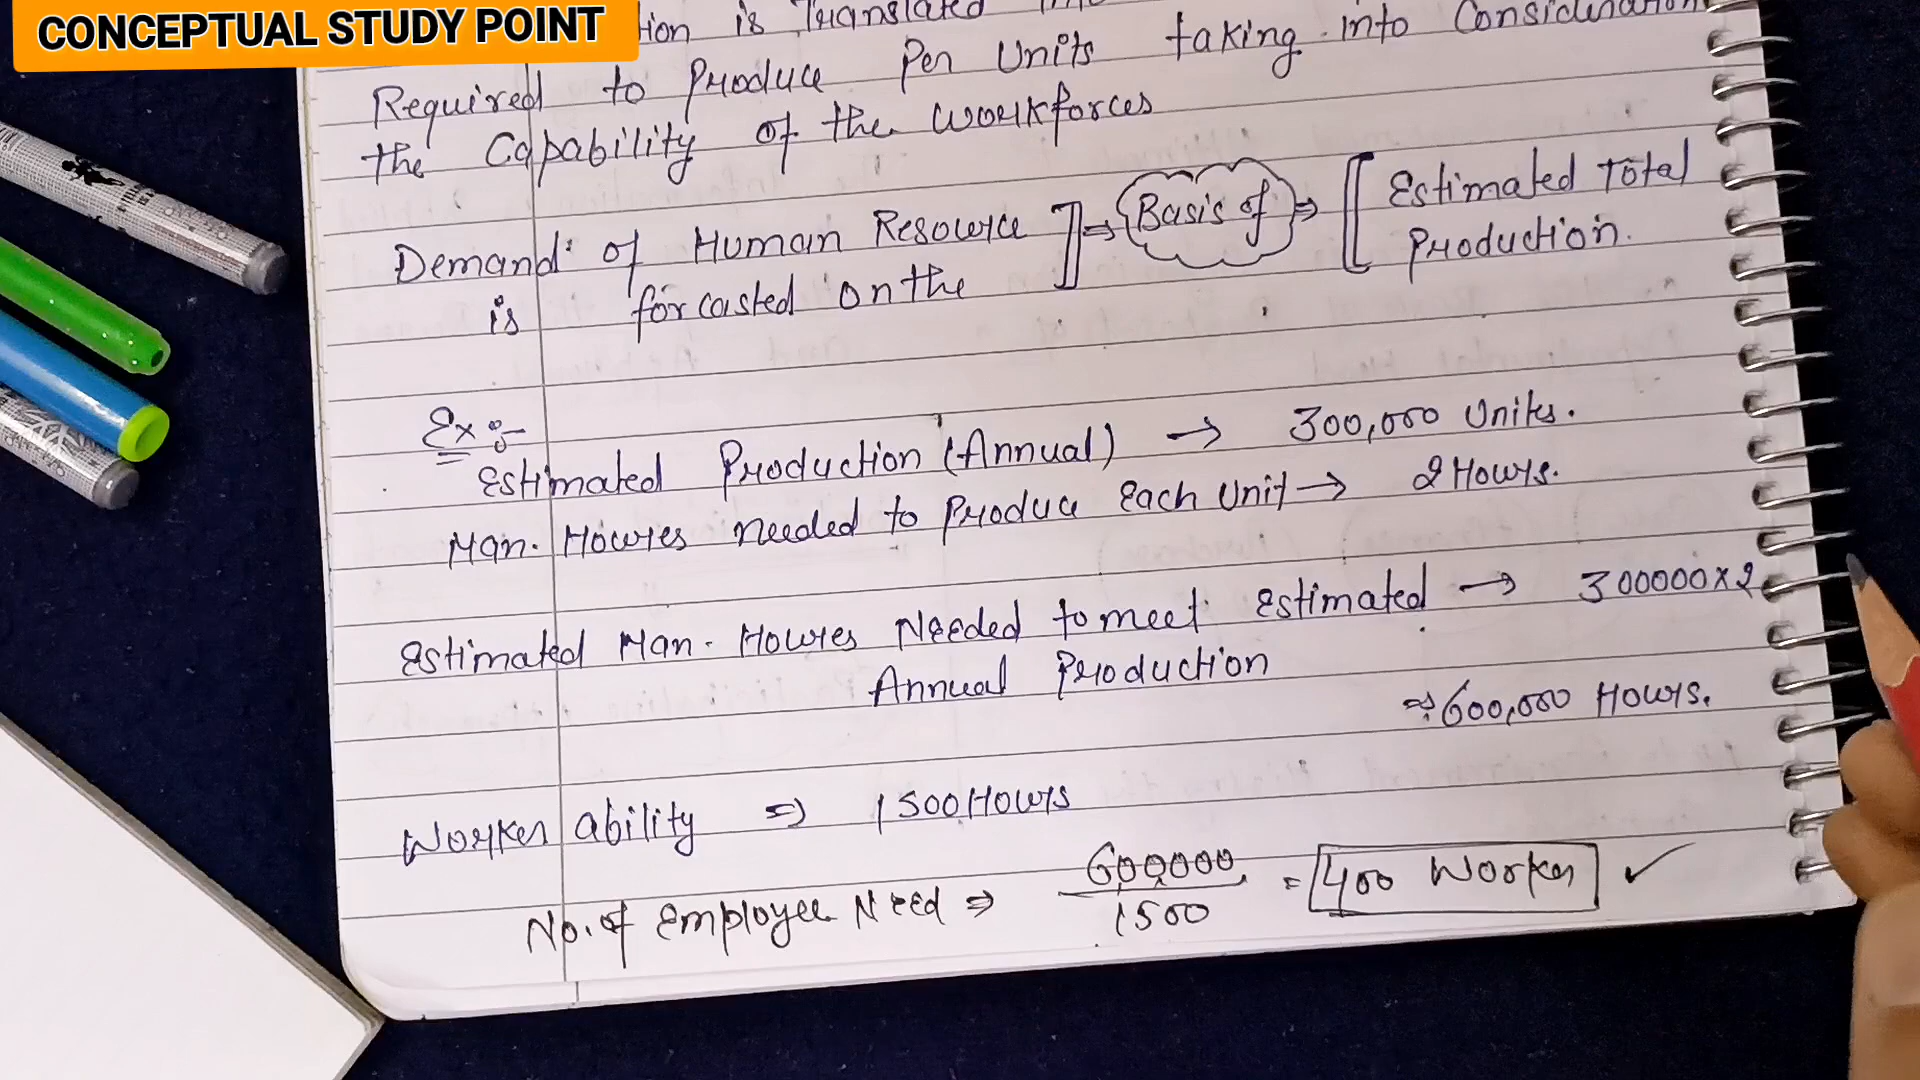 CONCEPTUAL STUDY POINT
tion is Translated
Required to Produce Per Units taking into Consideration
the Capability of the Workforces
Demand of Human Resource ] ⇒ Basis of ⇒ [ Estimated Total
is forcasted on the Production.
Ex:-
Estimated Production (Annual) → 300,000 Units.
Man-Houres needed to Produce Each Unit → 2 Hours.
Estimated Man-Houres Needed to meet Estimated → 300000×2
Annual Production
⇒ 600,000 Hours.
Worker ability ⇒ 1500 Hours
No. of Employee Need ⇒ 600000/1500 = 400 Worker ✓